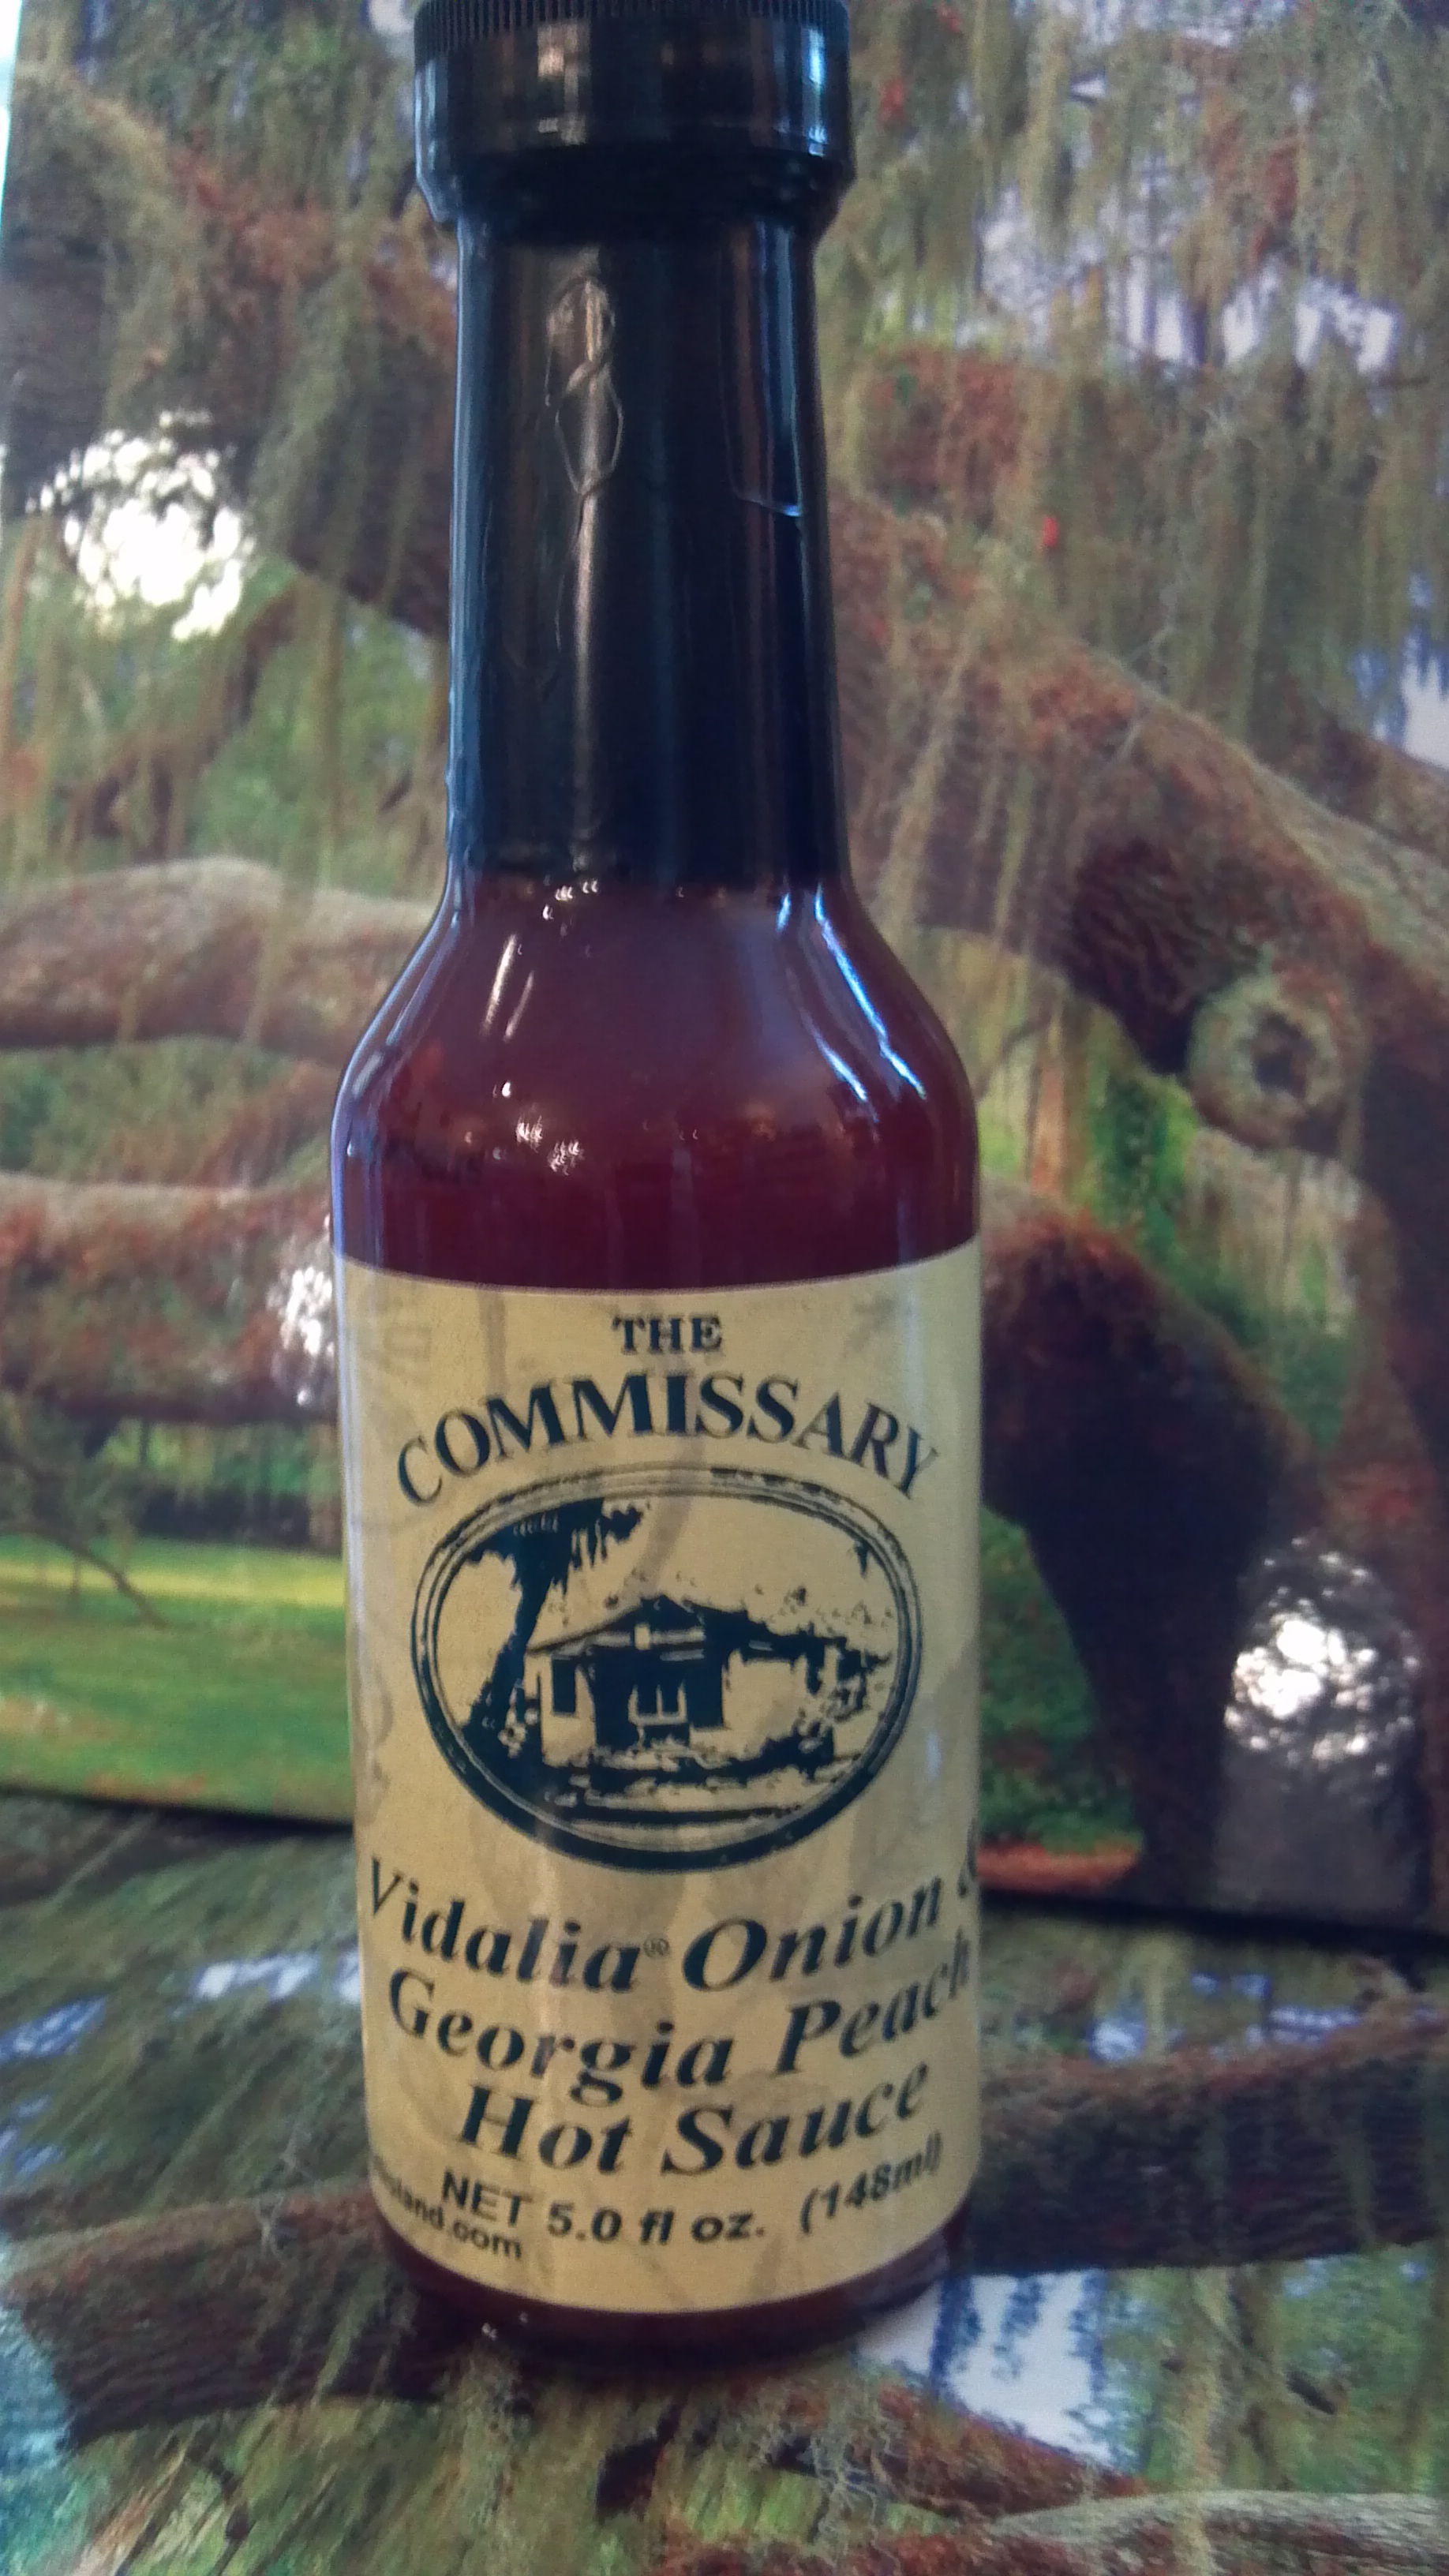 THE
COMMISSARY
Vidalia® Onion &
Georgia Peach
Hot Sauce
NET 5.0 fl oz. (148ml)